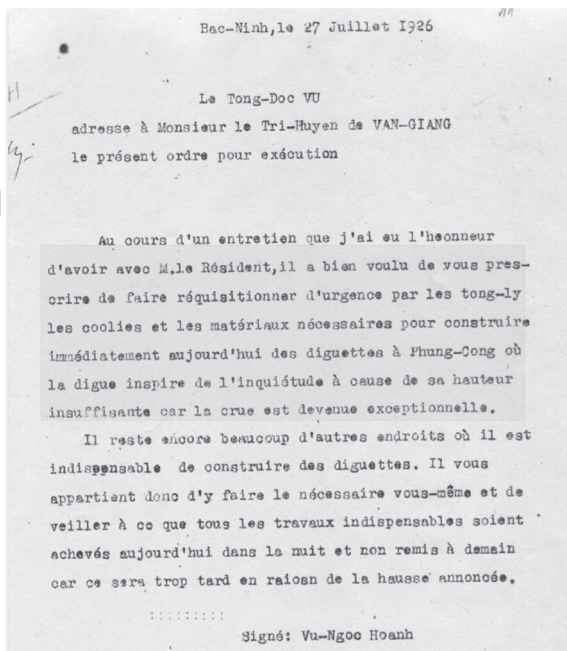 Bac-Ninh,le 27 Juillet I926
Le Tong-Doc VU
adresse à Monsieur le Tri-Huyen de VAN-GIANG
le présent ordre pour exécution
Au cours d'un entretien que j'ai eu l'heonneur
d'avoir avec M.le Résident,il a bien voulu de vous pres-
crire de faire réquisitionner d'urgence par les tong-ly
les coolies et les matériaux nécessaires pour construire
immédiatement aujourd'hui des diguettes à Phung-Cong où
la digue inspire de l'inquiétude à cause de sa hauteur
insuffisante car la crue est devenue exceptionnelle.
Il reste encore beaucoup d'autres endroits où il est
indispensable de construire des diguettes. Il vous
appartient donc d'y faire le nécessaire vous-même et de
veiller à ce que tous les travaux indispensables soient
achevés aujourd'hui dans la nuit et non remis à demain
car ce sera trop tard en raiosn de la hausse annoncée.
:::::::::
Signé: Vu-Ngoc Hoanh